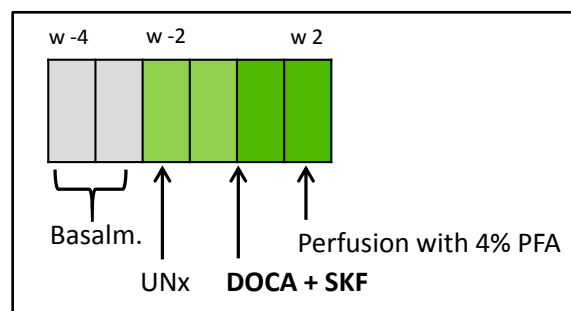 w -4 w -2 w 2
Basalm.
Perfusion with 4% PFA
UNx DOCA + SKF